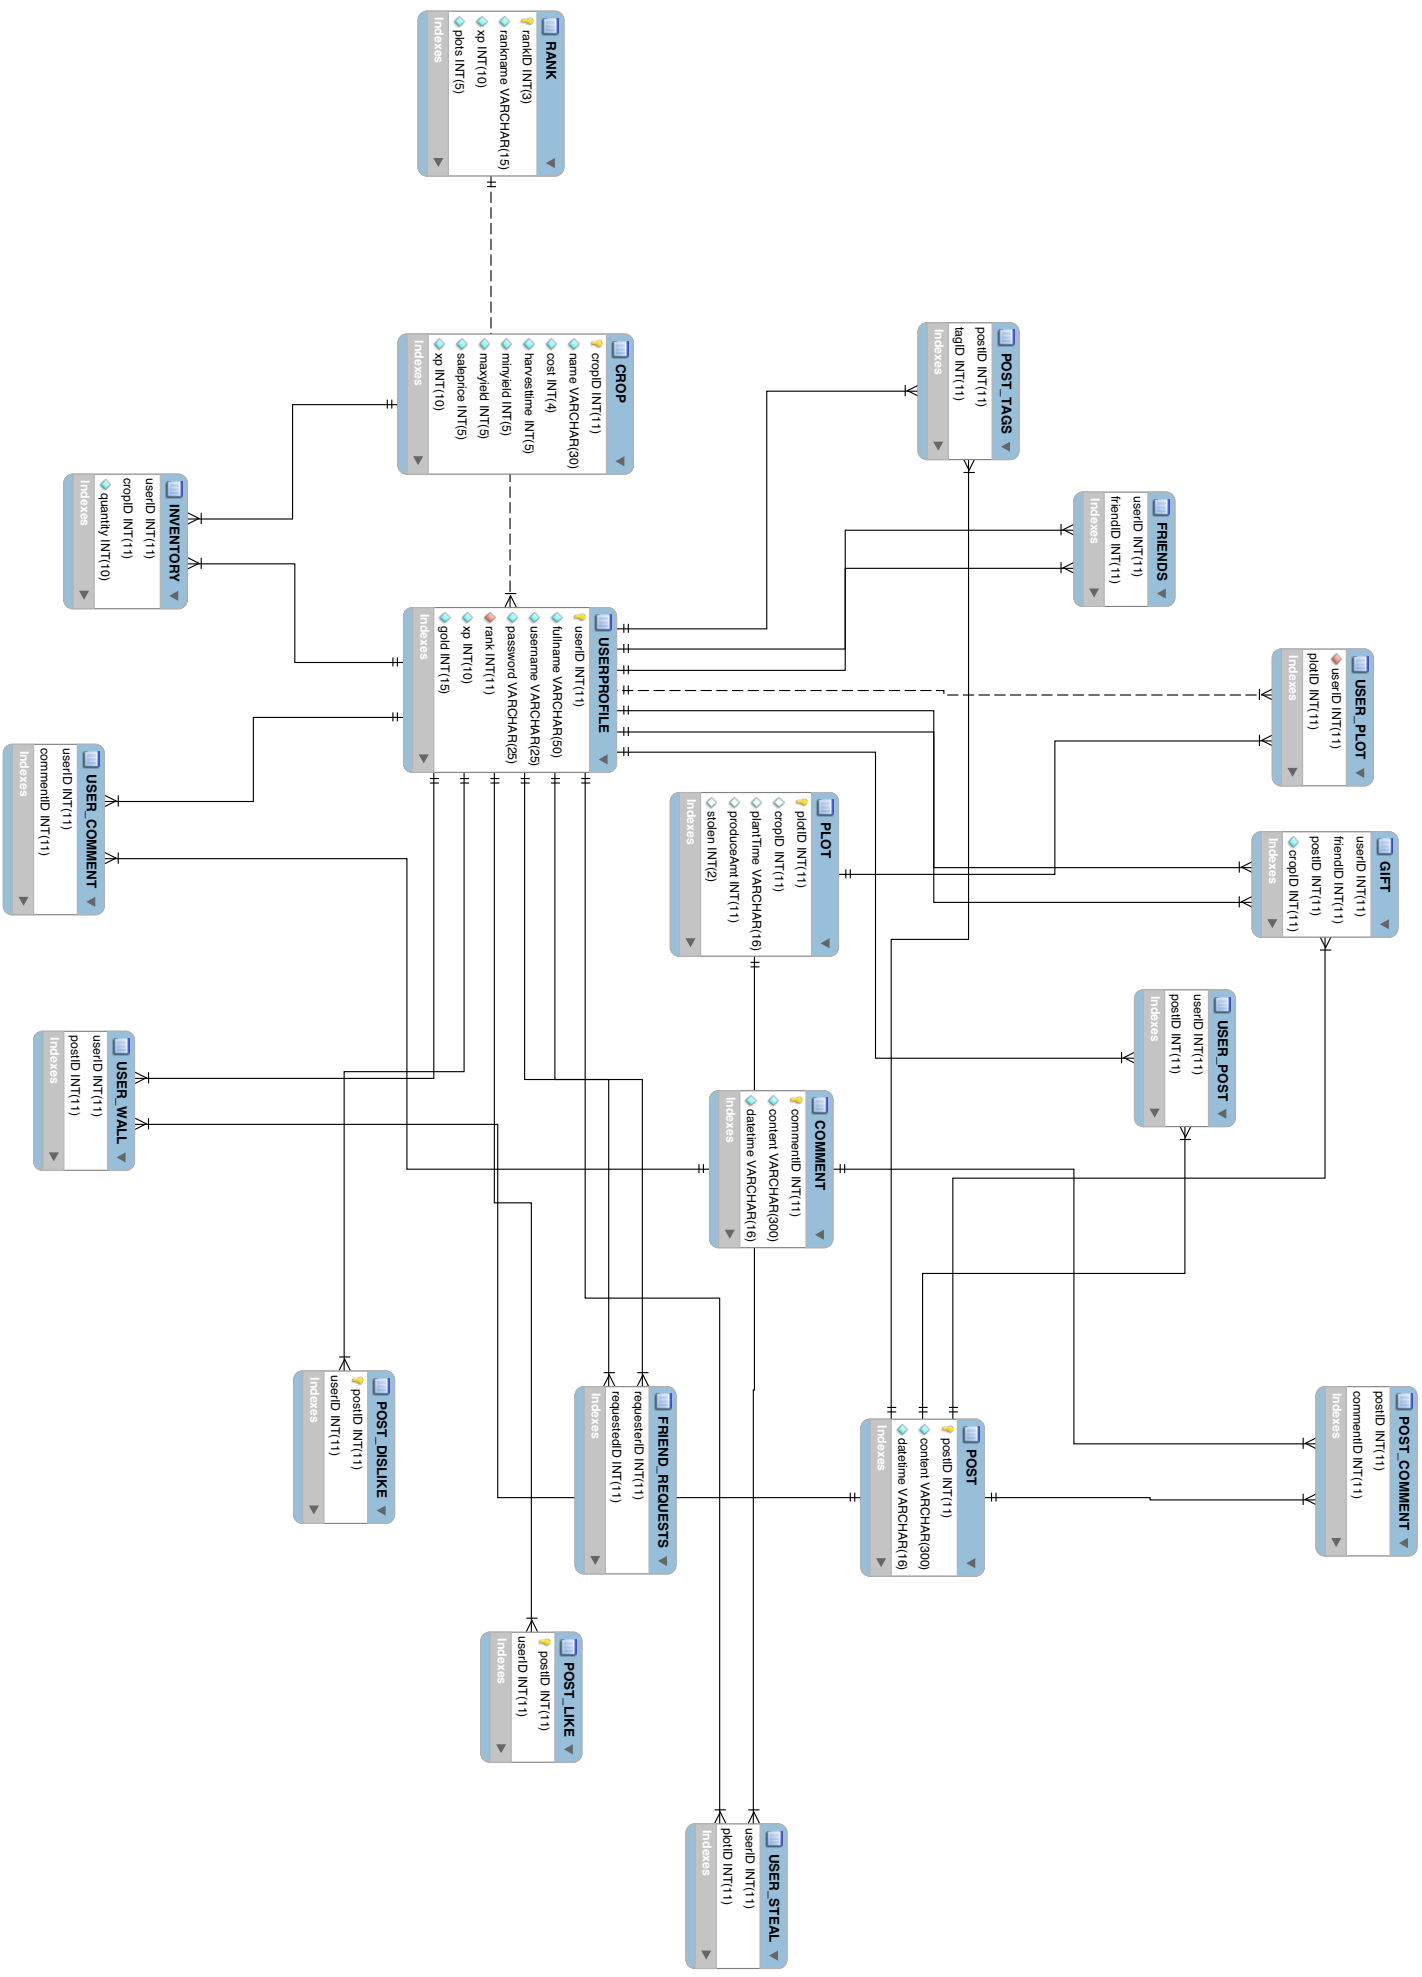 RANK
rankID INT(3)
rankname VARCHAR(15)
xp INT(10)
plots INT(5)
Indexes
CROP
cropID INT(11)
name VARCHAR(30)
cost INT(4)
harvesttime INT(5)
minyield INT(5)
maxyield INT(5)
saleprice INT(5)
xp INT(10)
Indexes
POST_TAGS
postID INT(11)
tagID INT(11)
Indexes
FRIENDS
userID INT(11)
friendID INT(11)
Indexes
INVENTORY
userID INT(11)
cropID INT(11)
quantity INT(10)
Indexes
USERPROFILE
userID INT(11)
fullname VARCHAR(50)
username VARCHAR(25)
password VARCHAR(25)
rank INT(11)
xp INT(10)
gold INT(15)
Indexes
USER_PLOT
userID INT(11)
plotID INT(11)
Indexes
USER_COMMENT
userID INT(11)
commentID INT(11)
Indexes
PLOT
plotID INT(11)
cropID INT(11)
plantTime VARCHAR(16)
produceAmt INT(11)
stolen INT(2)
Indexes
GIFT
userID INT(11)
friendID INT(11)
postID INT(11)
cropID INT(11)
Indexes
USER_POST
userID INT(11)
postID INT(11)
Indexes
USER_WALL
userID INT(11)
postID INT(11)
Indexes
COMMENT
commentID INT(11)
content VARCHAR(300)
datetime VARCHAR(16)
Indexes
POST_DISLIKE
postID INT(11)
userID INT(11)
Indexes
FRIEND_REQUESTS
requesterID INT(11)
requestedID INT(11)
Indexes
POST
postID INT(11)
content VARCHAR(300)
datetime VARCHAR(16)
Indexes
POST_COMMENT
postID INT(11)
commentID INT(11)
Indexes
POST_LIKE
postID INT(11)
userID INT(11)
Indexes
USER_STEAL
userID INT(11)
plotID INT(11)
Indexes